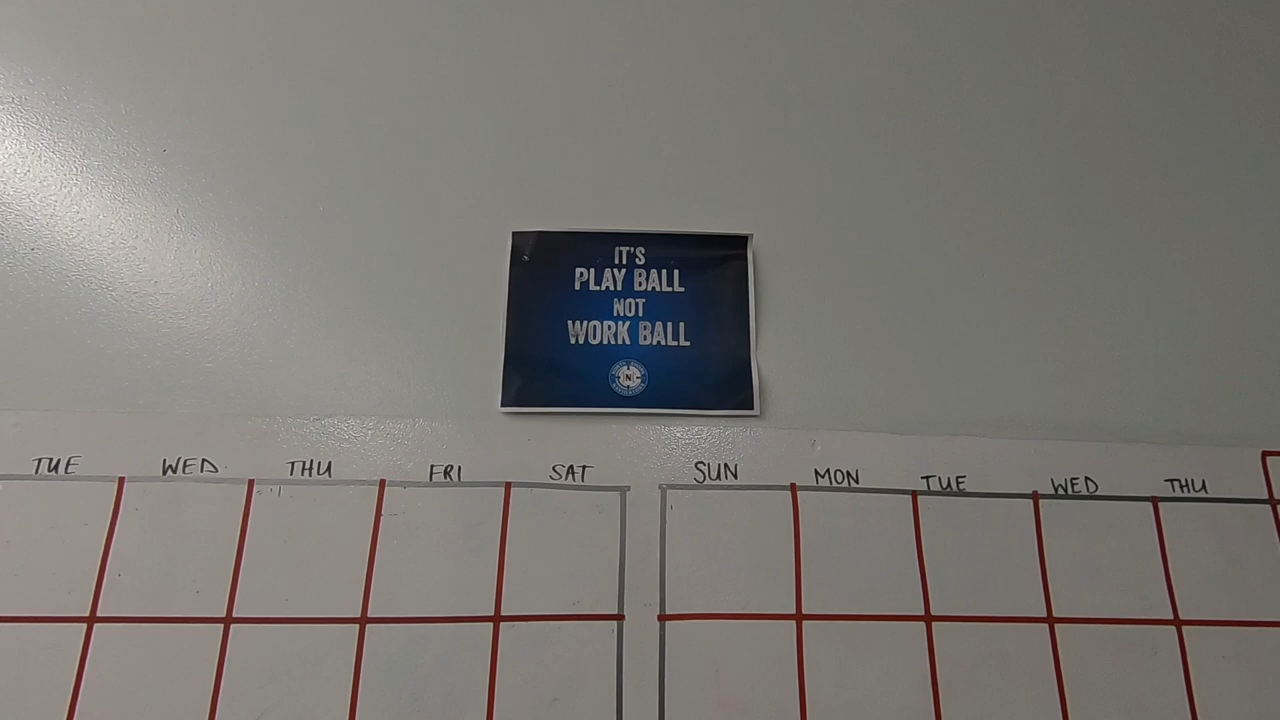 IT'S
PLAY BALL
NOT
WORK BALL
N
TUE WED. THU FRI SAT SUN MON TUE WED THU